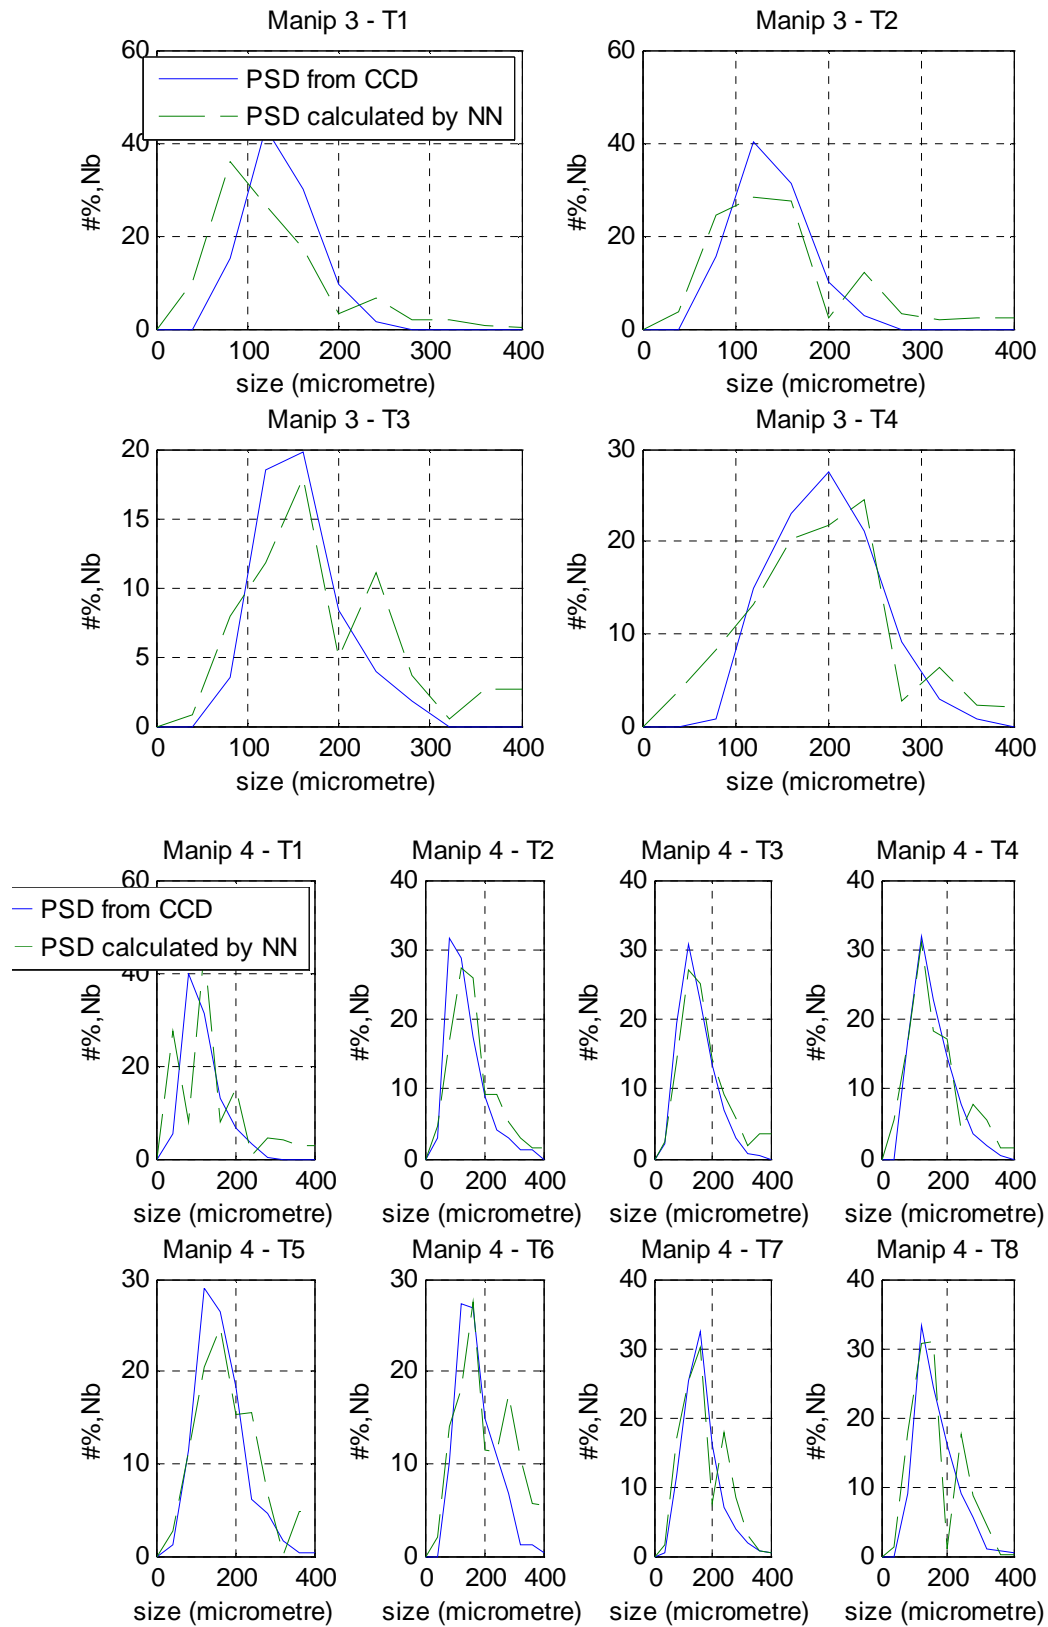 Manip 3 - T1
Manip 3 - T2
60
40
20
0
#%,Nb
PSD from CCD
PSD calculated by NN
0 100 200 300 400
size (micrometre)
60
40
20
0
#%,Nb
0 100 200 300 400
size (micrometre)
Manip 3 - T3
Manip 3 - T4
20
15
10
5
0
#%,Nb
0 100 200 300 400
size (micrometre)
30
20
10
0
#%,Nb
0 100 200 300 400
size (micrometre)
Manip 4 - T1
Manip 4 - T2
Manip 4 - T3
Manip 4 - T4
60
40
20
0
#%,Nb
PSD from CCD
PSD calculated by NN
0 200 400
size (micrometre)
40
30
20
10
0
#%,Nb
0 200 400
size (micrometre)
40
30
20
10
0
#%,Nb
0 200 400
size (micrometre)
40
30
20
10
0
#%,Nb
0 200 400
size (micrometre)
Manip 4 - T5
Manip 4 - T6
Manip 4 - T7
Manip 4 - T8
30
20
10
0
#%,Nb
0 200 400
size (micrometre)
30
20
10
0
#%,Nb
0 200 400
size (micrometre)
40
30
20
10
0
#%,Nb
0 200 400
size (micrometre)
40
30
20
10
0
#%,Nb
0 200 400
size (micrometre)